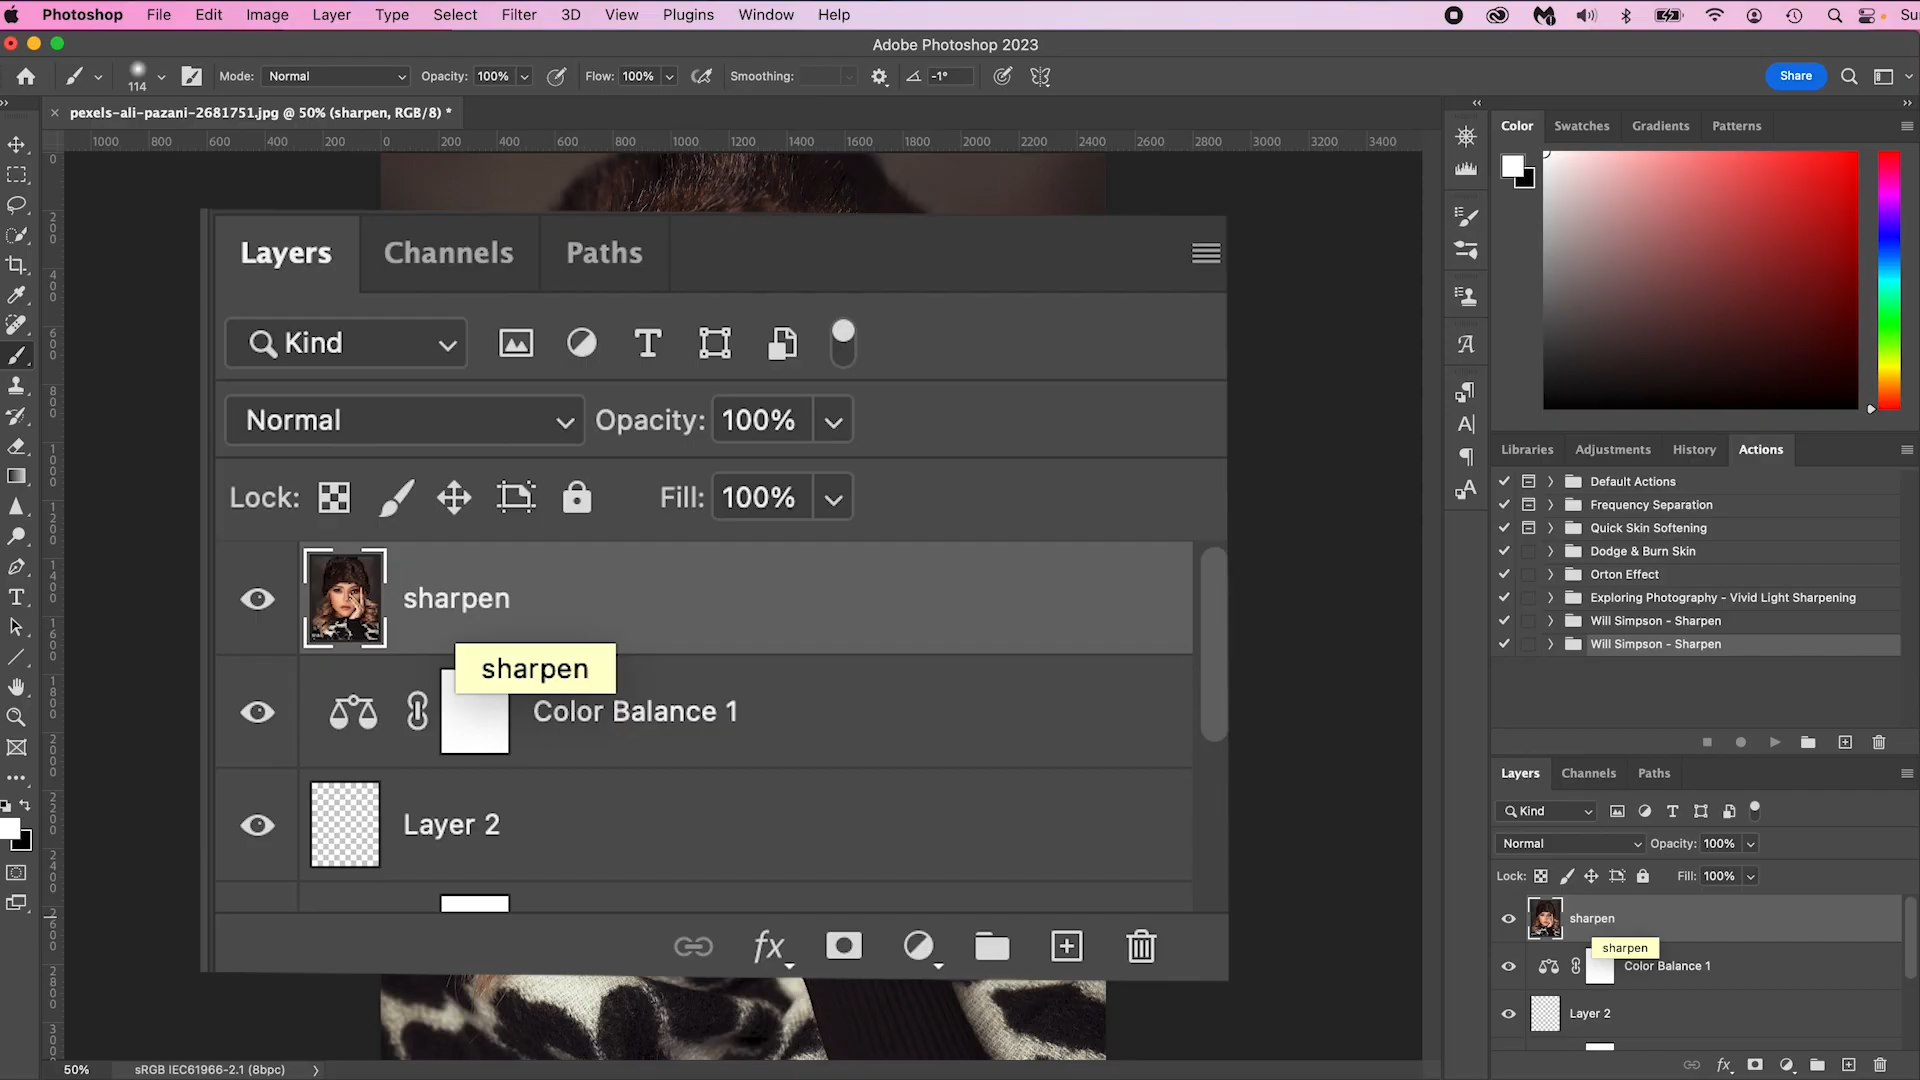 Photoshop File Edit Image Layer Type Select Filter 3D View Plugins Window Help
Adobe Photoshop 2023
114 Mode: Normal Opacity: 100% Flow: 100% Smoothing: -1° Share
pexels-ali-pazani-2681751.jpg @ 50% (sharpen, RGB/8) *
1000 800 600 400 200 0 200 400 600 800 1000 1200 1400 1600 1800 2000 2200 2400 2600 2800 3000 3200 3400
Layers Channels Paths
Kind
Normal Opacity: 100%
Lock: Fill: 100%
sharpen
sharpen
Color Balance 1
Layer 2
fx
Color Swatches Gradients Patterns
Libraries Adjustments History Actions
Default Actions
Frequency Separation
Quick Skin Softening
Dodge & Burn Skin
Orton Effect
Exploring Photography - Vivid Light Sharpening
Will Simpson - Sharpen
Will Simpson - Sharpen
Layers Channels Paths
Kind
Normal Opacity: 100%
Lock: Fill: 100%
sharpen
sharpen
Color Balance 1
Layer 2
fx
50% sRGB IEC61966-2.1 (8bpc)